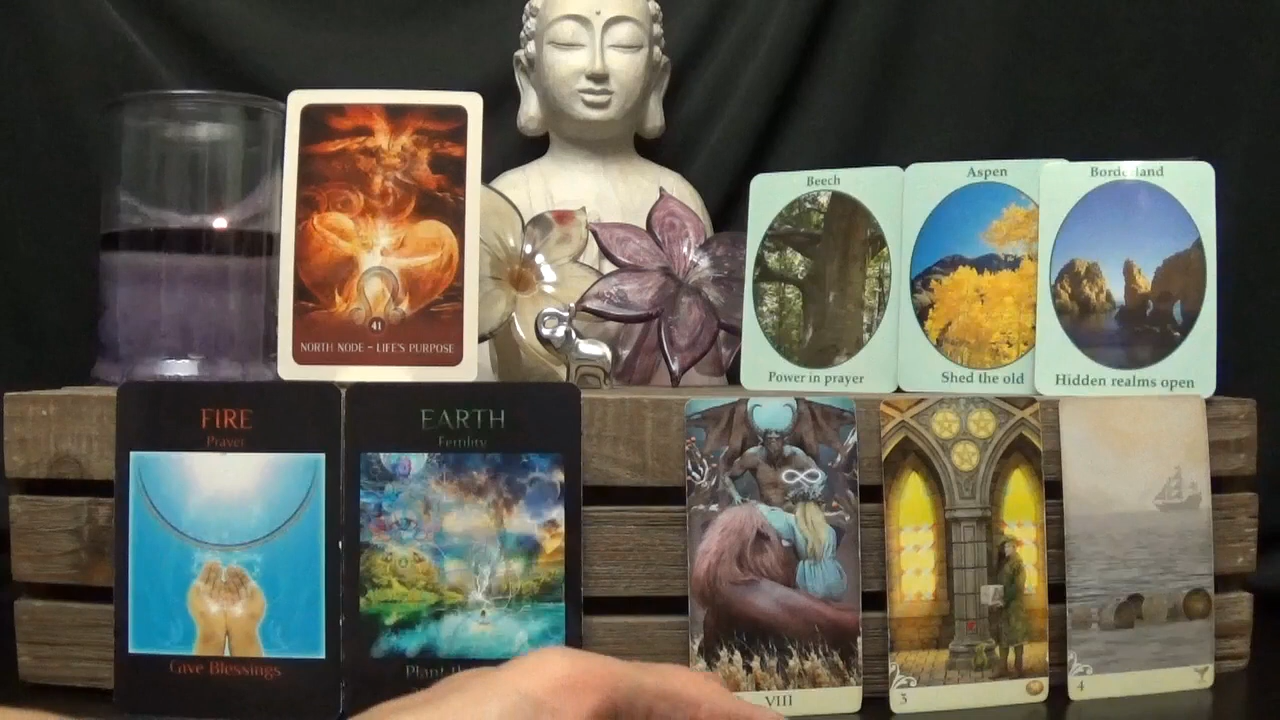 41
NORTH NODE – LIFE'S PURPOSE
Beech
Power in prayer
Aspen
Shed the old
Hidden realms open
FIRE
Prayer
Give Blessings
EARTH
Fertility
Plant
VIII
3
4